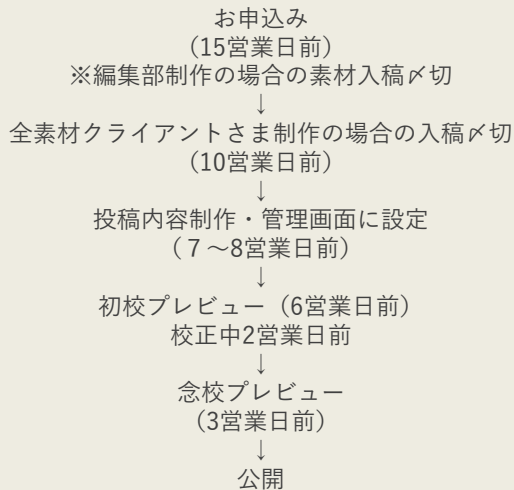 お申込み
(15営業日前)
※編集部制作の場合の素材入稿〆切
↓
全素材クライアントさま制作の場合の入稿〆切
(10営業日前)
↓
投稿内容制作・管理画面に設定
（７～8営業日前)
↓
初校プレビュー（6営業日前)
校正中2営業日前
↓
念校プレビュー
(3営業日前)
↓
公開